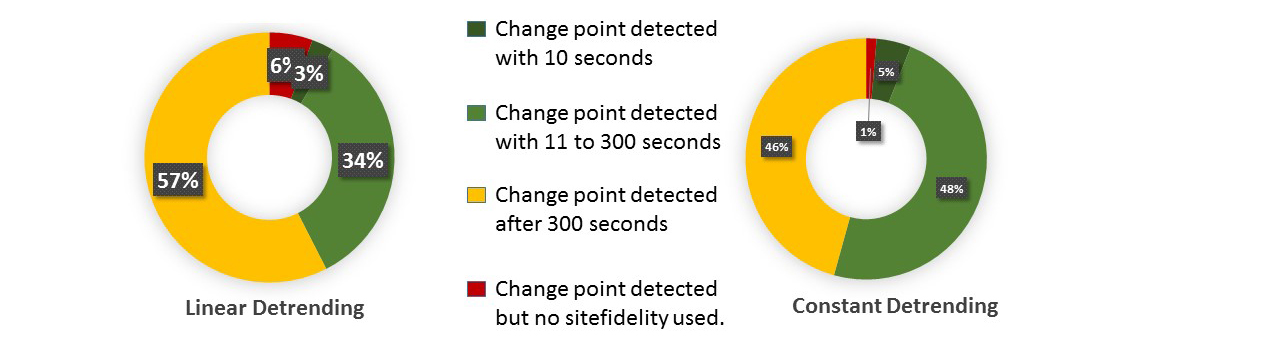 6%
3%
34%
57%
Linear Detrending
Change point detected
with 10 seconds
Change point detected
with 11 to 300 seconds
Change point detected
after 300 seconds
Change point detected
but no sitefidelity used.
5%
1%
46%
48%
Constant Detrending